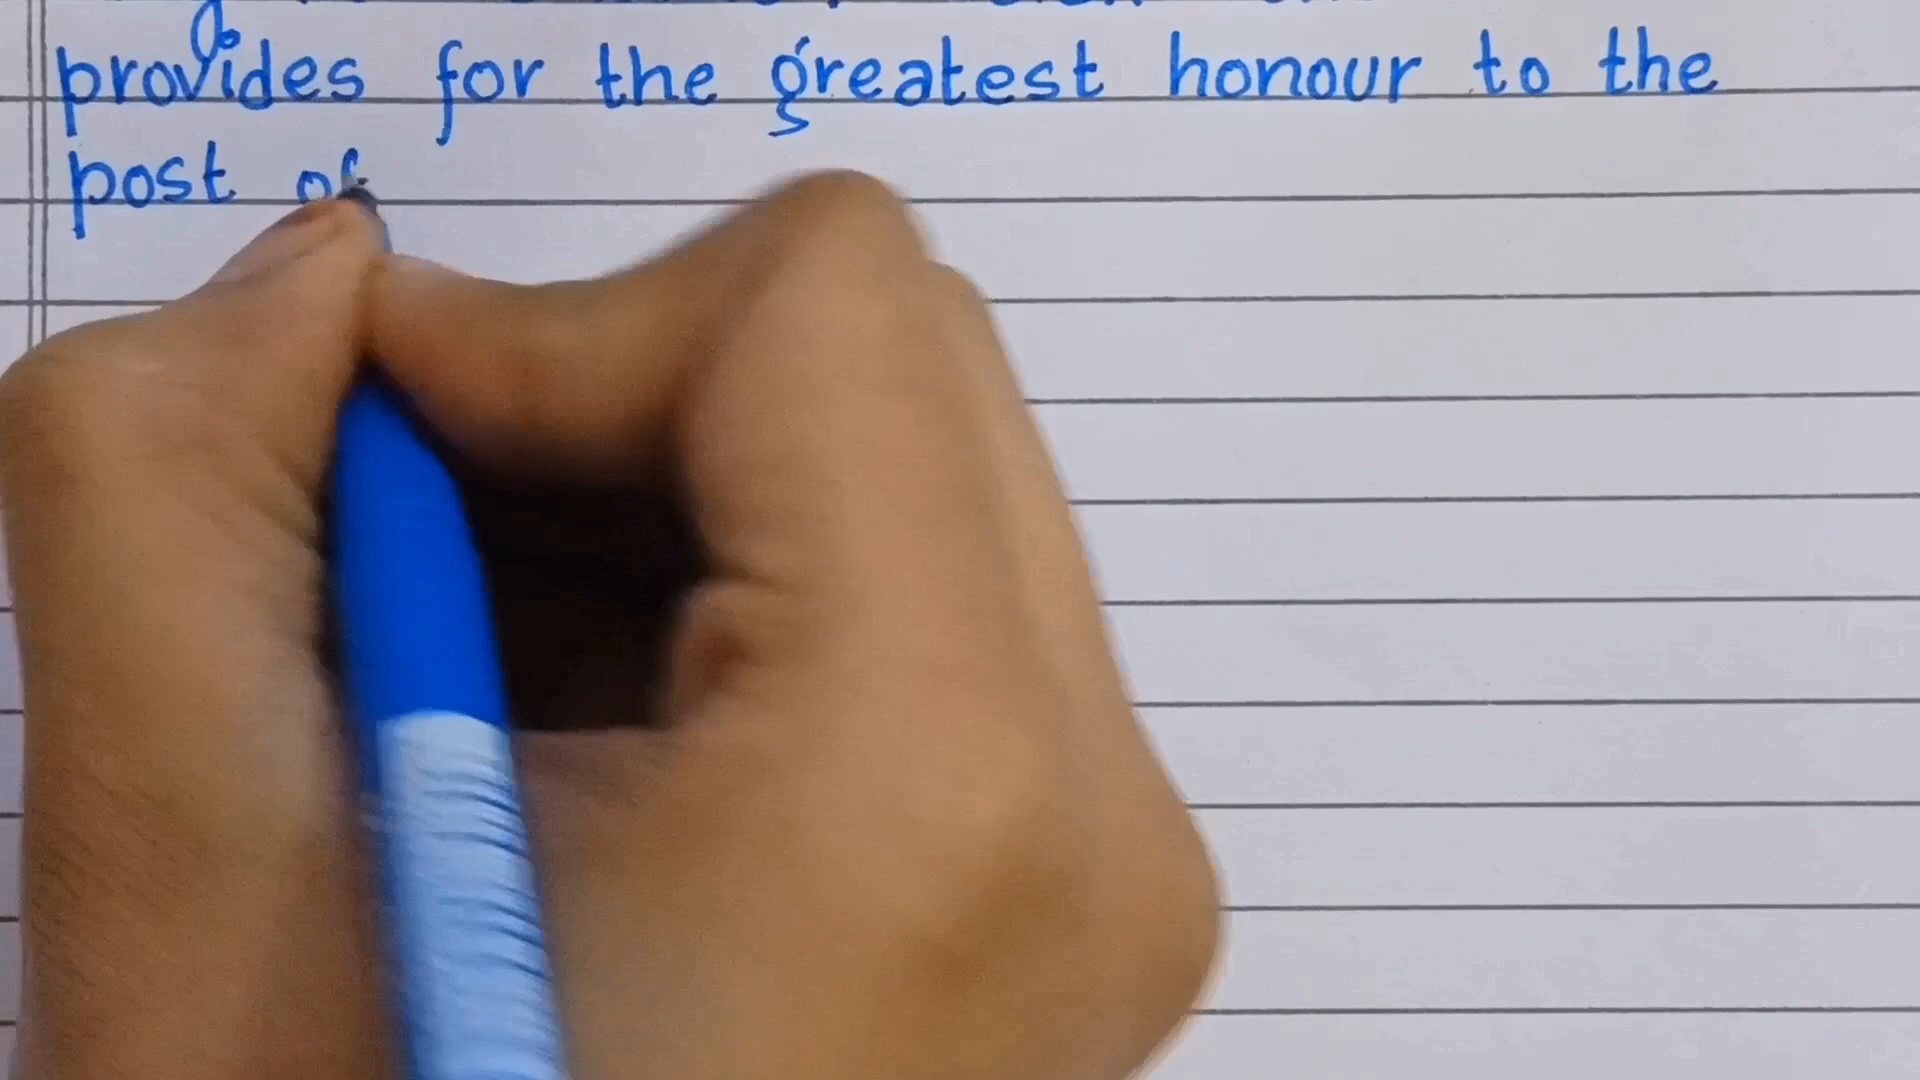 provides for the greatest honour to the
post of